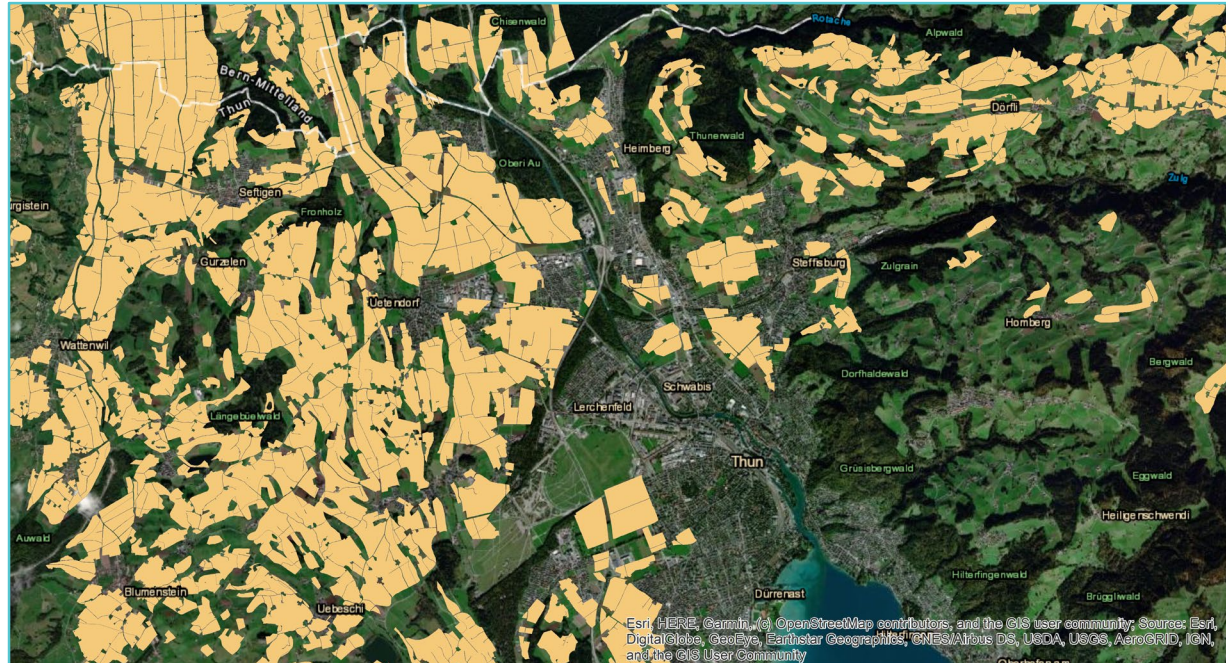 Chisenwald
Rotache
Alpwald
Bern-Mittelland
Thun
Dörfli
Thunerwald
Heimberg
Oberi Au
Zulg
Seftigen
urgistein
Fronholz
Gurzelen
Steffisburg
Zulgrain
Uetendorf
Homberg
Wattenwil
Bergwald
Dorfhaldewald
Schwäbis
Lerchenfeld
Längebüelwald
Thun
Grüsisbergwald
Eggwald
Heiligenschwendi
Auwald
Hilterfingenwald
Blumenstein
Dürrenast
Brüggliwald
Uebeschi
Esri, HERE, Garmin, (c) OpenStreetMap contributors, and the GIS user community; Source: Esri,
DigitalGlobe, GeoEye, Earthstar Geographics, CNES/Airbus DS, USDA, USGS, AeroGRID, IGN,
and the GIS User Community